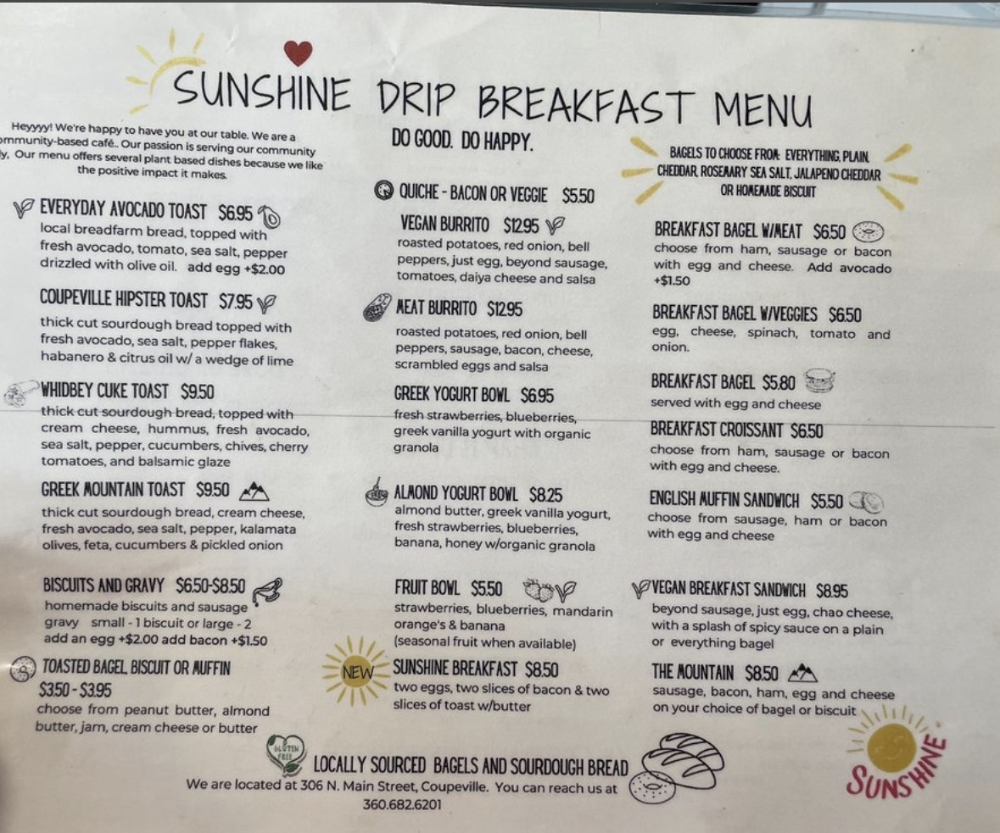 SUNSHINE DRIP BREAKFAST MENU
Heyyyy! We're happy to have you at our table. We are a
community-based café.. Our passion is serving our community
Our menu offers several plant based dishes because we like
the positive impact it makes.
EVERYDAY AVOCADO TOAST $6.95
local breadfarm bread, topped with
fresh avocado, tomato, sea salt, pepper
drizzled with olive oil. add egg +$2.00
COUPEVILLE HIPSTER TOAST $7.95
thick cut sourdough bread topped with
fresh avocado, sea salt, pepper flakes,
habanero & citrus oil w/ a wedge of lime
WHIDBEY CUKE TOAST $9.50
thick cut sourdough bread, topped with
cream cheese, hummus, fresh avocado,
sea salt, pepper, cucumbers, chives, cherry
tomatoes, and balsamic glaze
GREEK MOUNTAIN TOAST $9.50
thick cut sourdough bread, cream cheese,
fresh avocado, sea salt, pepper, kalamata
olives, feta, cucumbers & pickled onion
BISCUITS AND GRAVY $6.50-$8.50
homemade biscuits and sausage
gravy small - 1 biscuit or large - 2
add an egg +$2.00 add bacon +$1.50
TOASTED BAGEL, BISCUIT OR MUFFIN
$3.50 - $3.95
choose from peanut butter, almond
butter, jam, cream cheese or butter
DO GOOD. DO HAPPY.
QUICHE - BACON OR VEGGIE $5.50
VEGAN BURRITO $12.95
roasted potatoes, red onion, bell
peppers, just egg, beyond sausage,
tomatoes, daiya cheese and salsa
MEAT BURRITO $12.95
roasted potatoes, red onion, bell
peppers, sausage, bacon, cheese,
scrambled eggs and salsa
GREEK YOGURT BOWL $6.95
fresh strawberries, blueberries,
greek vanilla yogurt with organic
granola
ALMOND YOGURT BOWL $8.25
almond butter, greek vanilla yogurt,
fresh strawberries, blueberries,
banana, honey w/organic granola
FRUIT BOWL $5.50
strawberries, blueberries, mandarin
orange's & banana
(seasonal fruit when available)
NEW
SUNSHINE BREAKFAST $8.50
two eggs, two slices of bacon & two
slices of toast w/butter
BAGELS TO CHOOSE FROM: EVERYTHING, PLAIN,
CHEDDAR, ROSEMARY SEA SALT, JALAPENO CHEDDAR
OR HOMEMADE BISCUIT
BREAKFAST BAGEL W/MEAT $6.50
choose from ham, sausage or bacon
with egg and cheese. Add avocado
+$1.50
BREAKFAST BAGEL W/VEGGIES $6.50
egg, cheese, spinach, tomato and
onion.
BREAKFAST BAGEL $5.80
served with egg and cheese
BREAKFAST CROISSANT $6.50
choose from ham, sausage or bacon
with egg and cheese.
ENGLISH MUFFIN SANDWICH $5.50
choose from sausage, ham or bacon
with egg and cheese
VEGAN BREAKFAST SANDWICH $8.95
beyond sausage, just egg, chao cheese,
with a splash of spicy sauce on a plain
or everything bagel
THE MOUNTAIN $8.50
sausage, bacon, ham, egg and cheese
on your choice of bagel or biscuit
GLUTEN
FREE
LOCALLY SOURCED BAGELS AND SOURDOUGH BREAD
We are located at 306 N. Main Street, Coupeville. You can reach us at
360.682.6201
SUNSHINE